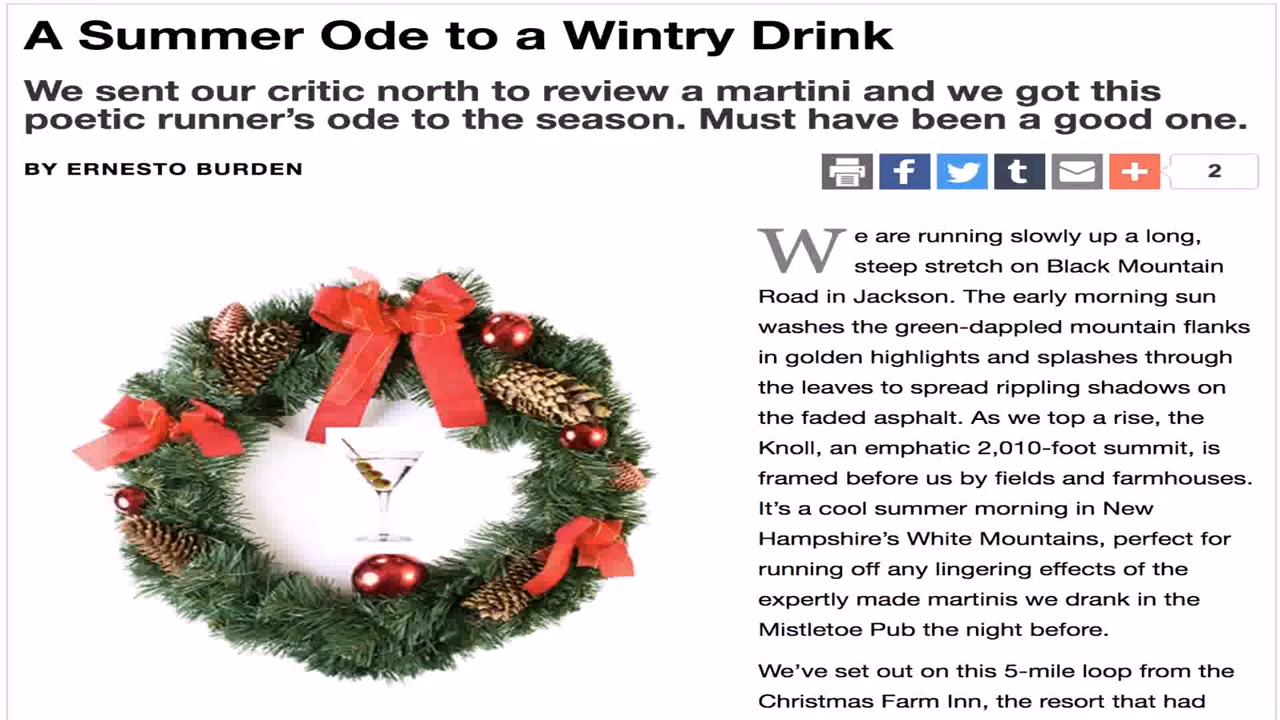 A Summer Ode to a Wintry Drink
We sent our critic north to review a martini and we got this
poetic runner's ode to the season. Must have been a good one.
BY ERNESTO BURDEN
f
t
+
2
We are running slowly up a long,
steep stretch on Black Mountain
Road in Jackson. The early morning sun
washes the green-dappled mountain flanks
in golden highlights and splashes through
the leaves to spread rippling shadows on
the faded asphalt. As we top a rise, the
Knoll, an emphatic 2,010-foot summit, is
framed before us by fields and farmhouses.
It's a cool summer morning in New
Hampshire's White Mountains, perfect for
running off any lingering effects of the
expertly made martinis we drank in the
Mistletoe Pub the night before.
We've set out on this 5-mile loop from the
Christmas Farm Inn, the resort that had